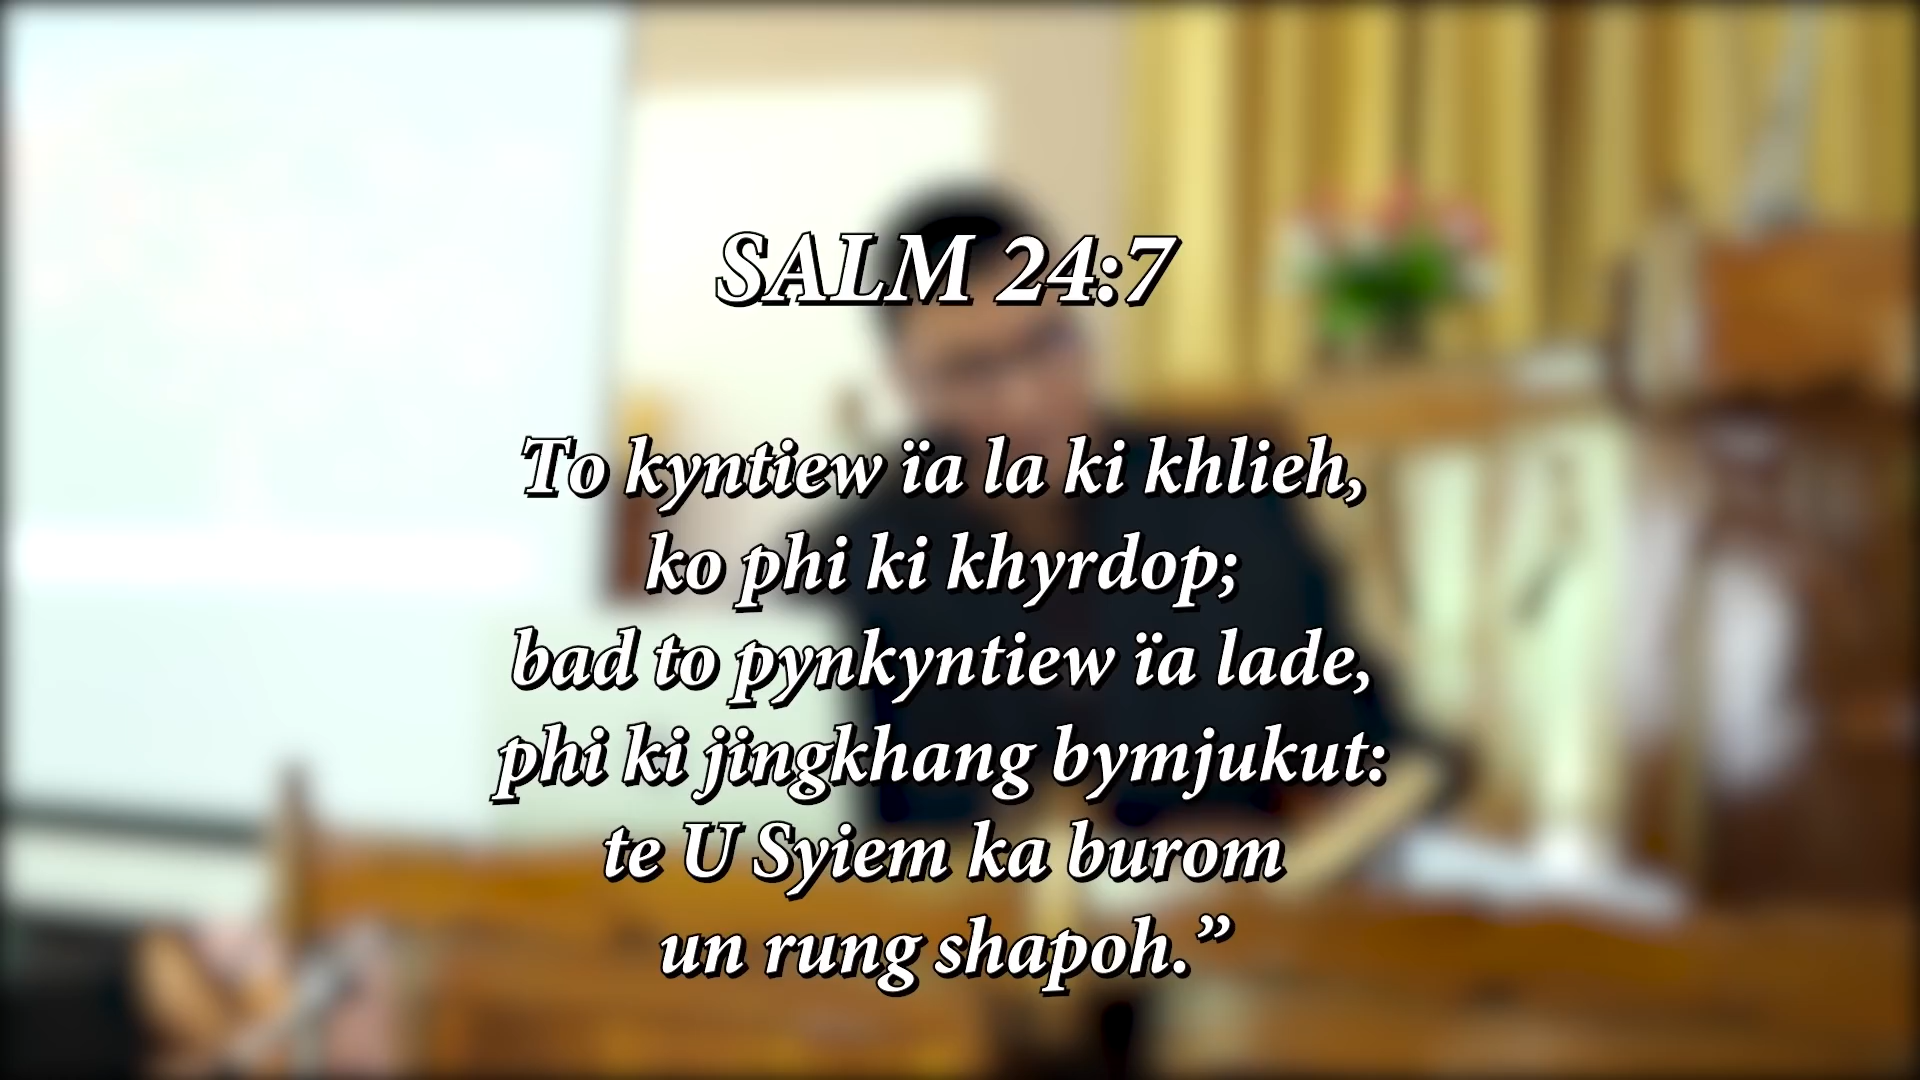 SALM 24:7
To kyntiew ïa la ki khlieh,
ko phi ki khyrdop;
bad to pynkyntiew ïa lade,
phi ki jingkhang bymjukut:
te U Syiem ka burom
un rung shapoh.”